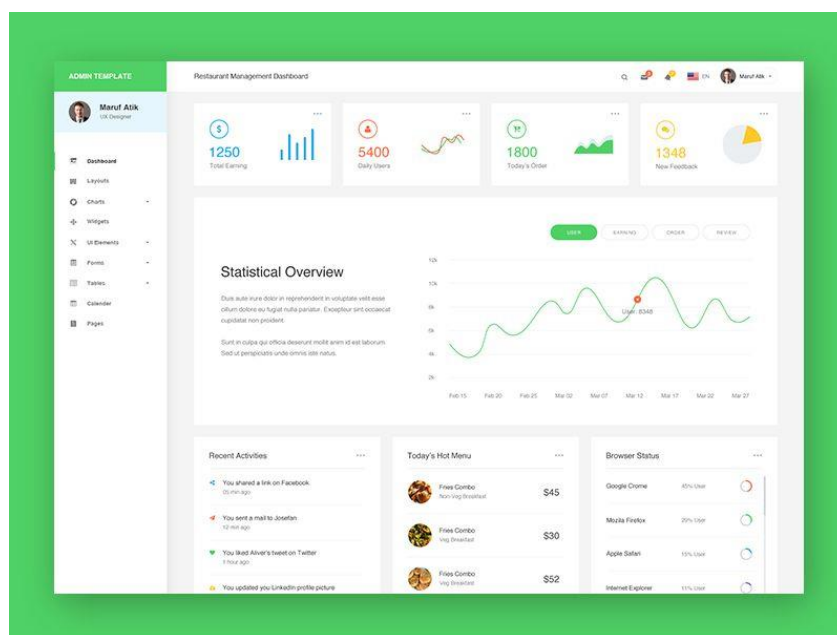 ADMIN TEMPLATE
Restaurant Management Dashboard
EN
Maruf Atik
Maruf Atik
UX Designer
Dashboard
Layouts
Charts
Widgets
UI Elements
Forms
Tables
Calender
Pages
1250
Total Earning
5400
Daily Users
1800
Today's Order
1348
New Feedback
USER
EARNING
ORDER
REVIEW
Statistical Overview
Duis aute irure dolor in reprehenderit in voluptate velit esse
cillum dolore eu fugiat nulla pariatur. Excepteur sint occaecat
cupidatat non proident.
Sunt in culpa qui officia deserunt mollit anim id est laborum.
Sed ut perspiciatis unde omnis iste natus.
12k
10k
8k
6k
4k
2k
User: 8348
Feb 15
Feb 20
Feb 25
Mar 02
Mar 07
Mar 12
Mar 17
Mar 22
Mar 27
Recent Activities
You shared a link on Facebook.
05 min ago
You sent a mail to Josefan
10 min ago
You liked Aliver's tweet on Twitter
1 hour ago
You updated you LinkedIn profile picture
Today's Hot Menu
Fries Combo
Non-Veg Breakfast
$45
Fries Combo
Veg Breakfast
$30
Fries Combo
Veg Breakfast
$52
Browser Status
Google Crome
45% User
Mozila Firefox
29% User
Apple Safari
15% User
Internet Explorer
11% User